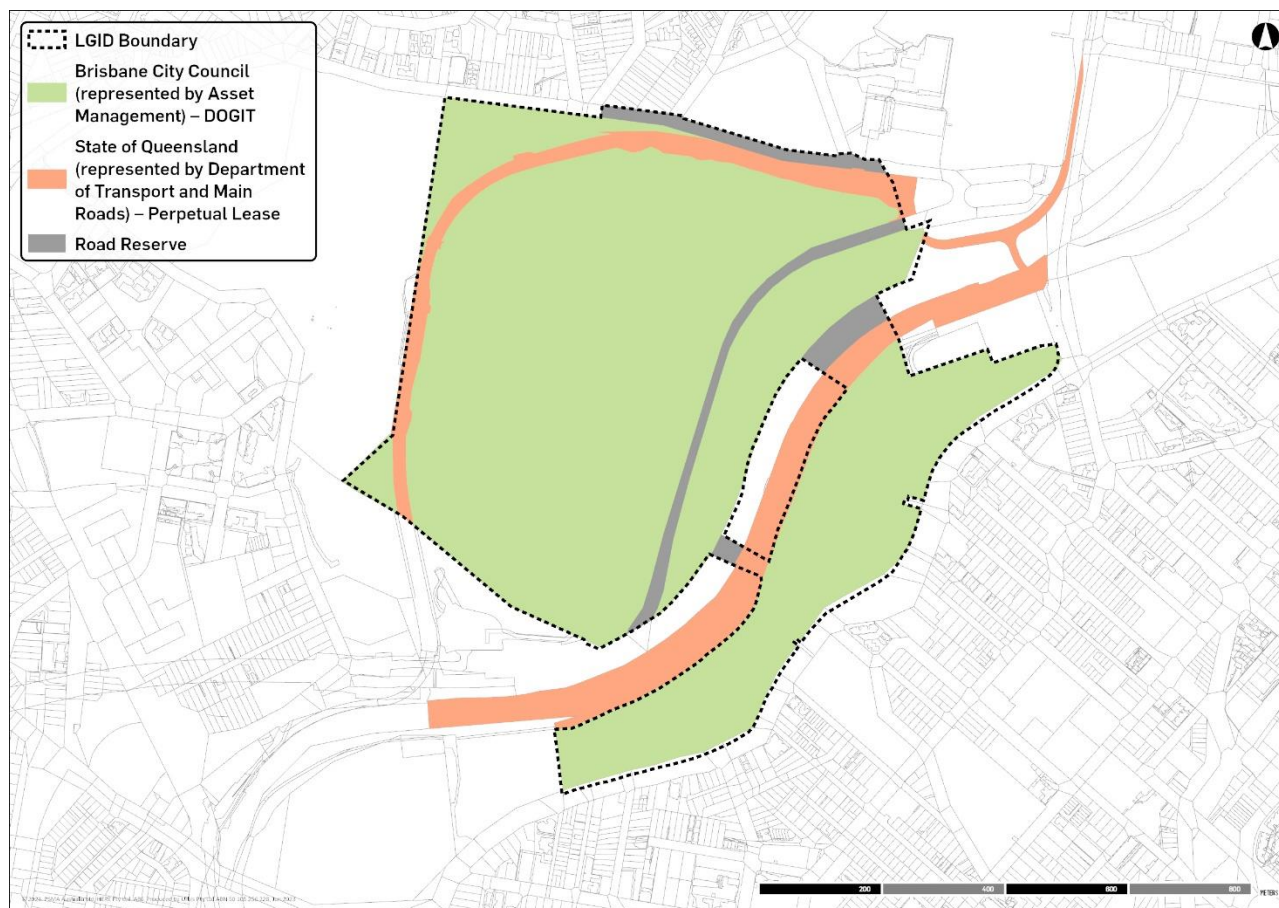 LGID Boundary
Brisbane City Council
(represented by Asset
Management) – DOGIT
State of Queensland
(represented by Department
of Transport and Main
Roads) – Perpetual Lease
Road Reserve
200
400
600
800
METERS